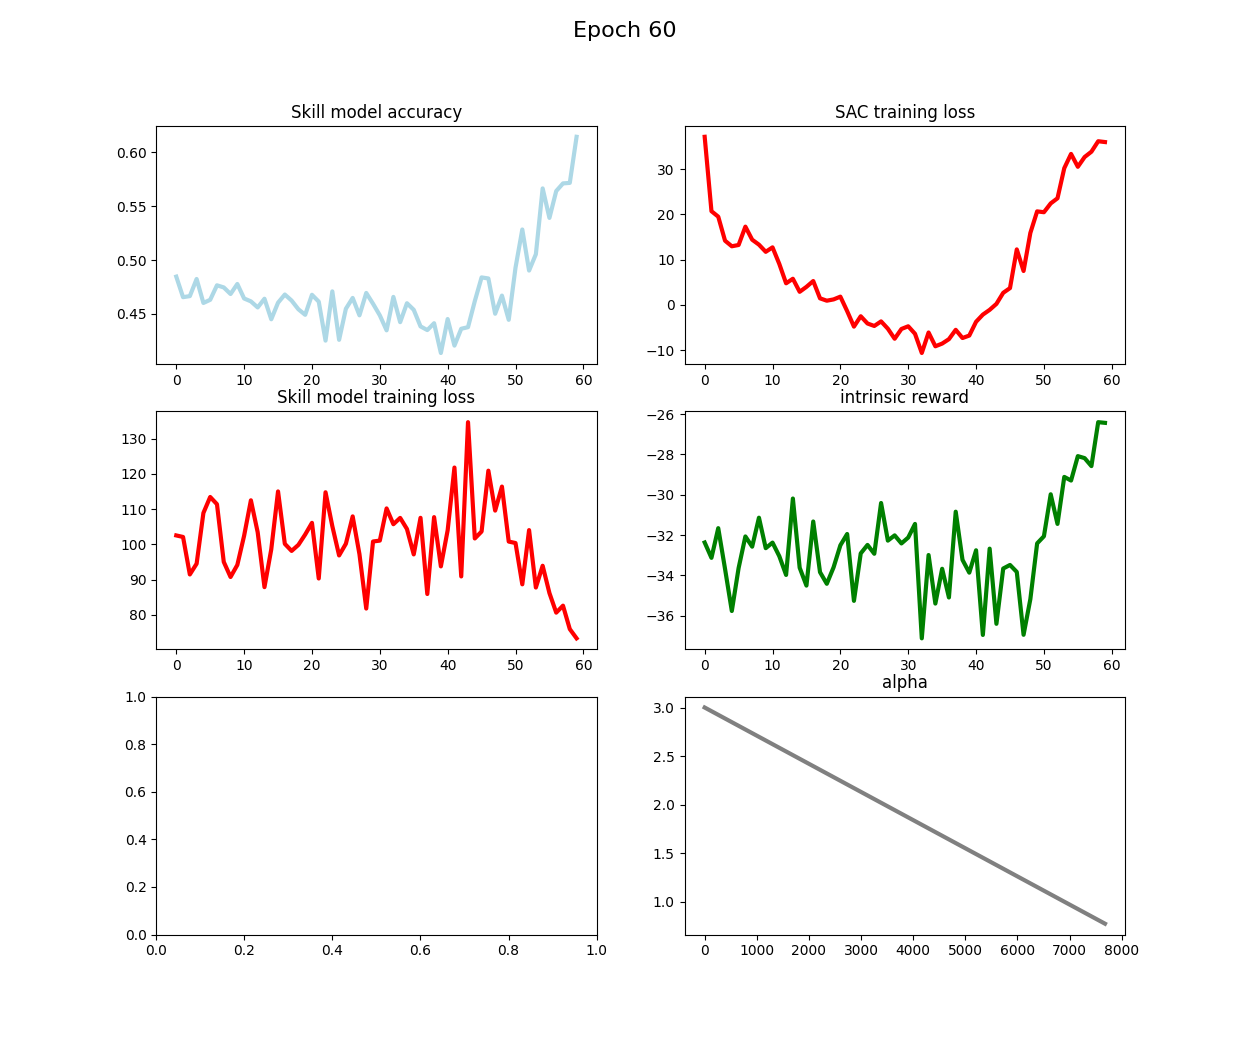 Epoch 60
Skill model accuracy
0.60
0.55
0.50
0.45
0 10 20 30 40 50 60
SAC training loss
30
20
10
0
−10
0 10 20 30 40 50 60
Skill model training loss
130
120
110
100
90
80
0 10 20 30 40 50 60
intrinsic reward
−26
−28
−30
−32
−34
−36
0 10 20 30 40 50 60
1.0
0.8
0.6
0.4
0.2
0.0
0.0 0.2 0.4 0.6 0.8 1.0
alpha
3.0
2.5
2.0
1.5
1.0
0 1000 2000 3000 4000 5000 6000 7000 8000